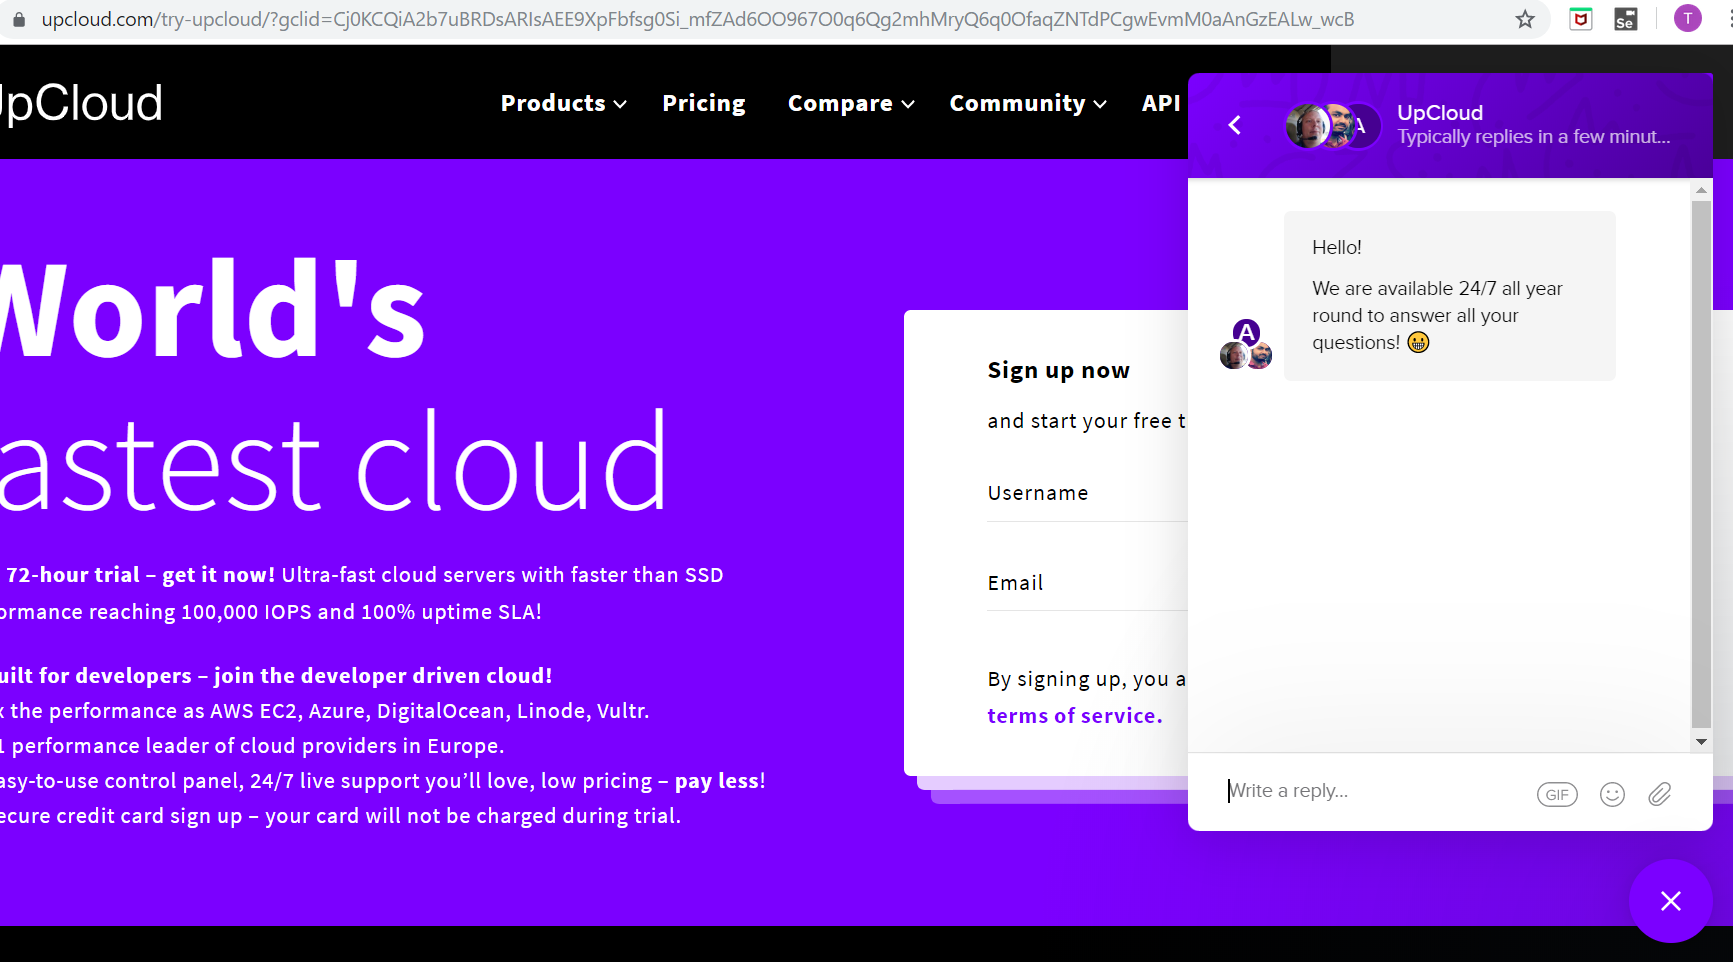 upcloud.com/try-upcloud/?gclid=Cj0KCQiA2b7uBRDsARIsAEE9XpFbfsg0Si_mfZAd6OO967O0q6Qg2mhMryQ6q0OfaqZNTdPCgwEvmM0aAnGzEALw_wcB
Se
T
UpCloud
Products
Pricing
Compare
Community
API
World's
astest cloud
72-hour trial – get it now! Ultra-fast cloud servers with faster than SSD
ormance reaching 100,000 IOPS and 100% uptime SLA!
uilt for developers – join the developer driven cloud!
x the performance as AWS EC2, Azure, DigitalOcean, Linode, Vultr.
1 performance leader of cloud providers in Europe.
asy-to-use control panel, 24/7 live support you’ll love, low pricing – pay less!
ecure credit card sign up – your card will not be charged during trial.
Sign up now
and start your free t
Username
Email
By signing up, you a
terms of service.
A
UpCloud
Typically replies in a few minut...
Hello!
We are available 24/7 all year
round to answer all your
questions! 😀
A
Write a reply...
GIF